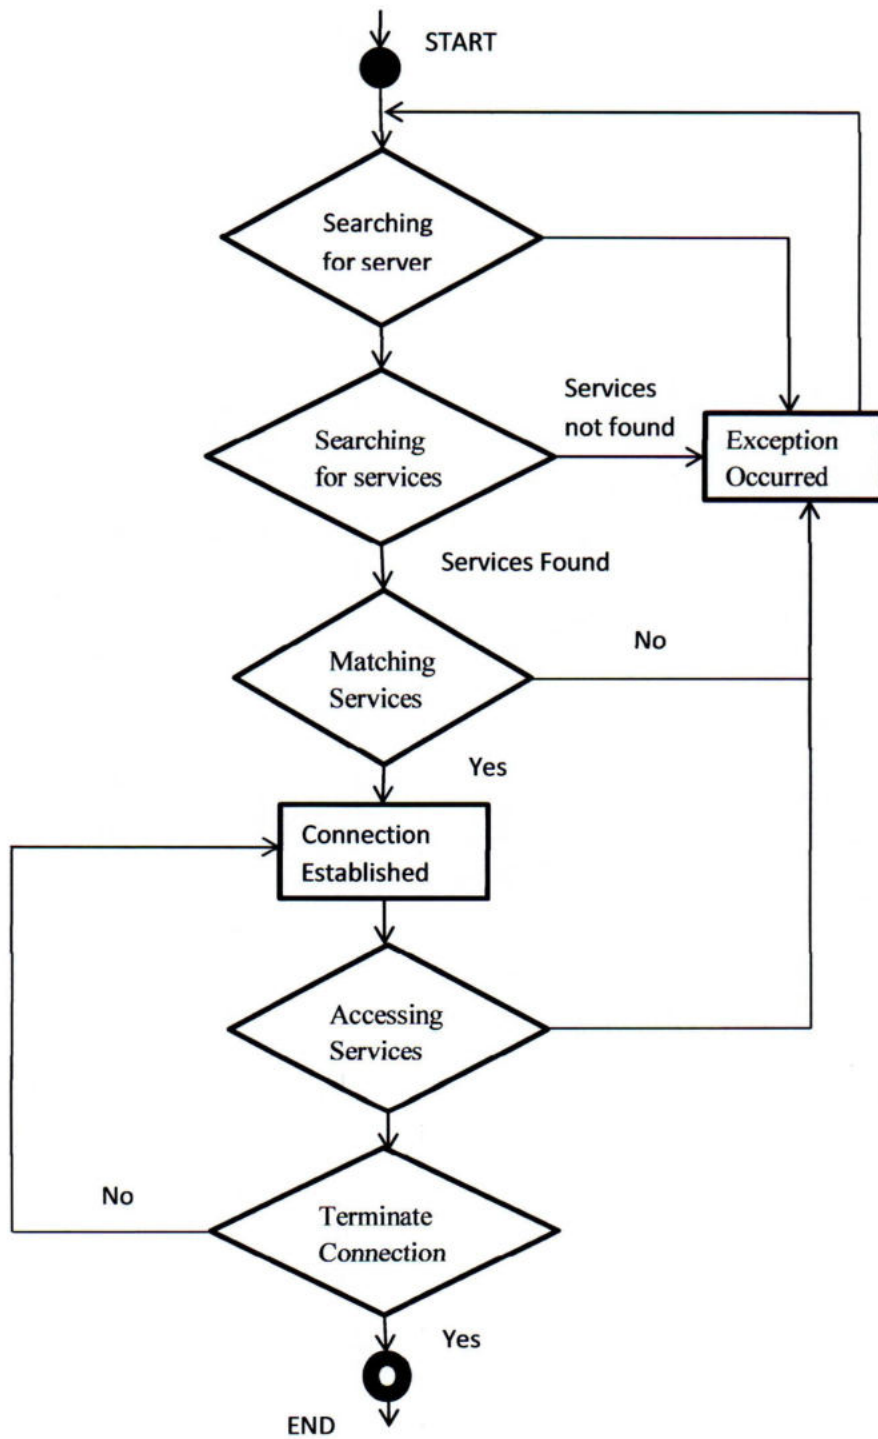 START
Searching
for server
Services
not found
Searching
for services
Exception
Occurred
Services Found
Matching
Services
No
Yes
Connection
Established
Accessing
Services
No
Terminate
Connection
Yes
END